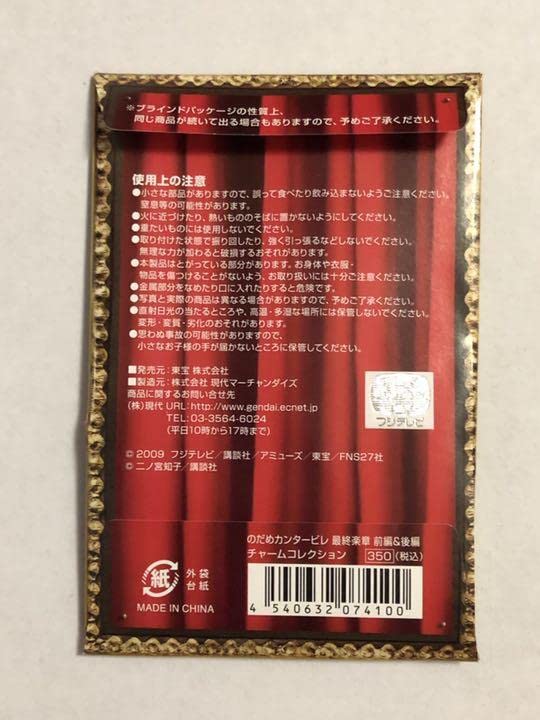 ※ブラインドパッケージの性質上、
同じ商品が続いて出る場合もありますので、予めご了承ください。
使用上の注意
●小さな部品がありますので、誤って食べたり飲み込まないようご注意ください。
窒息等の可能性があります。
●火に近づけたり、熱いもののそばに置かないようにしてください。
●重たいものには使用しないでください。
●取り付けた状態で振り回したり、強く引っ張るなどしないでください。
無理な力が加わると破損するおそれがあります。
●本製品はとがっている部分があります。お身体や衣服・
物品を傷つけることがないよう、お取り扱いには十分ご注意ください。
●金属部分をなめたり口に入れたりすると危険です。
●写真と実際の商品は異なる場合がありますので、予めご了承ください。
●直射日光の当たるところや、高温・多湿な場所には保管しないでください。
変形・変質・劣化のおそれがあります。
●思わぬ事故の可能性がありますので、
小さなお子様の手が届かないところに保管してください。
■発売元:東宝 株式会社
■製造元:株式会社 現代マーチャンダイズ
商品に関するお問い合せ先
(株)現代 URL:http://www.gendai.ecnet.jp
TEL:03-3564-6024
(平日10時から17時まで)
フジテレビ
© 2009 フジテレビ/講談社/アミューズ/東宝/FNS27社
© 二ノ宮知子/講談社
のだめカンタービレ 最終楽章 前編&後編
チャームコレクション 350(税込)
紙 外袋
台紙
MADE IN CHINA
4 540632 074100